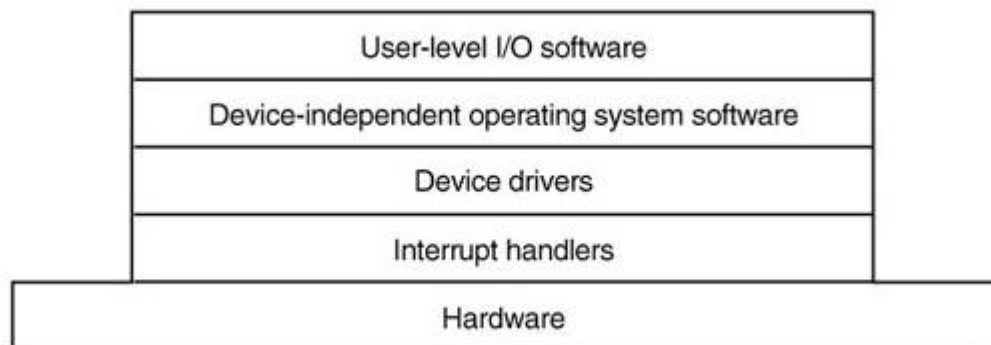 User-level I/O software
Device-independent operating system software
Device drivers
Interrupt handlers
Hardware